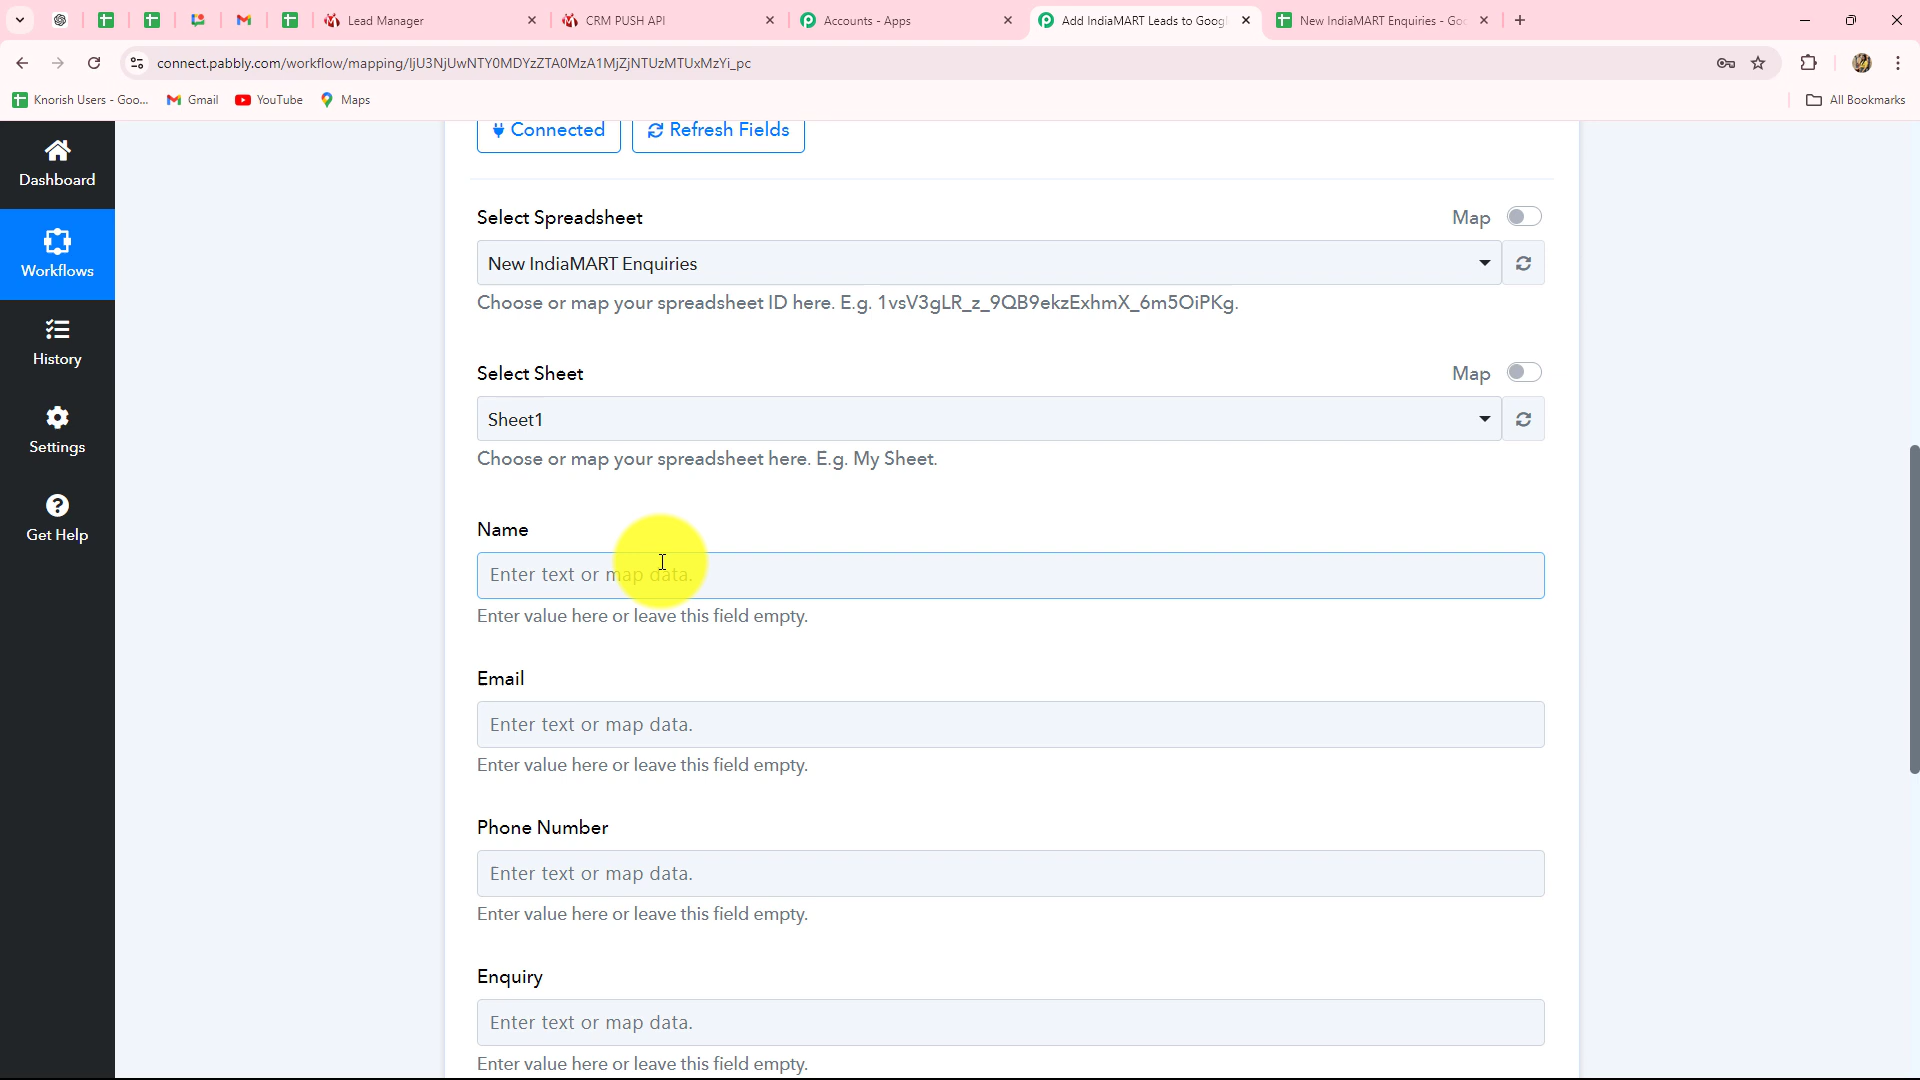 Lead Manager
CRM PUSH API
Accounts - Apps
Add IndiaMART Leads to Googl
New IndiaMART Enquiries - Goo
connect.pabbly.com/workflow/mapping/IjU3NjUwNTY0MDYzZTA0MzA1MjZjNTUzMTUxMzYi_pc
Knorish Users - Goo...
Gmail
YouTube
Maps
All Bookmarks
Dashboard
Workflows
History
Settings
Get Help
Connected
Refresh Fields
Select Spreadsheet
Map
New IndiaMART Enquiries
Choose or map your spreadsheet ID here. E.g. 1vsV3gLR_z_9QB9ekzExhmX_6m5OiPKg.
Select Sheet
Map
Sheet1
Choose or map your spreadsheet here. E.g. My Sheet.
Name
Enter text or map data.
Enter value here or leave this field empty.
Email
Enter text or map data.
Enter value here or leave this field empty.
Phone Number
Enter text or map data.
Enter value here or leave this field empty.
Enquiry
Enter text or map data.
Enter value here or leave this field empty.